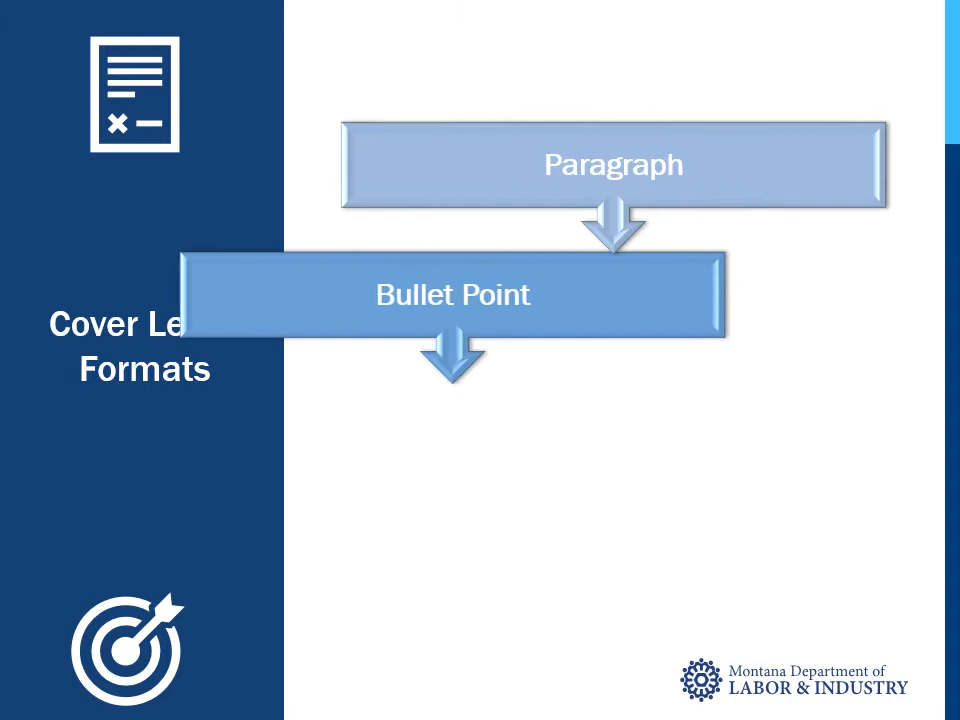 Paragraph
Bullet Point
Cover Le
Formats
Montana Department of
LABOR & INDUSTRY